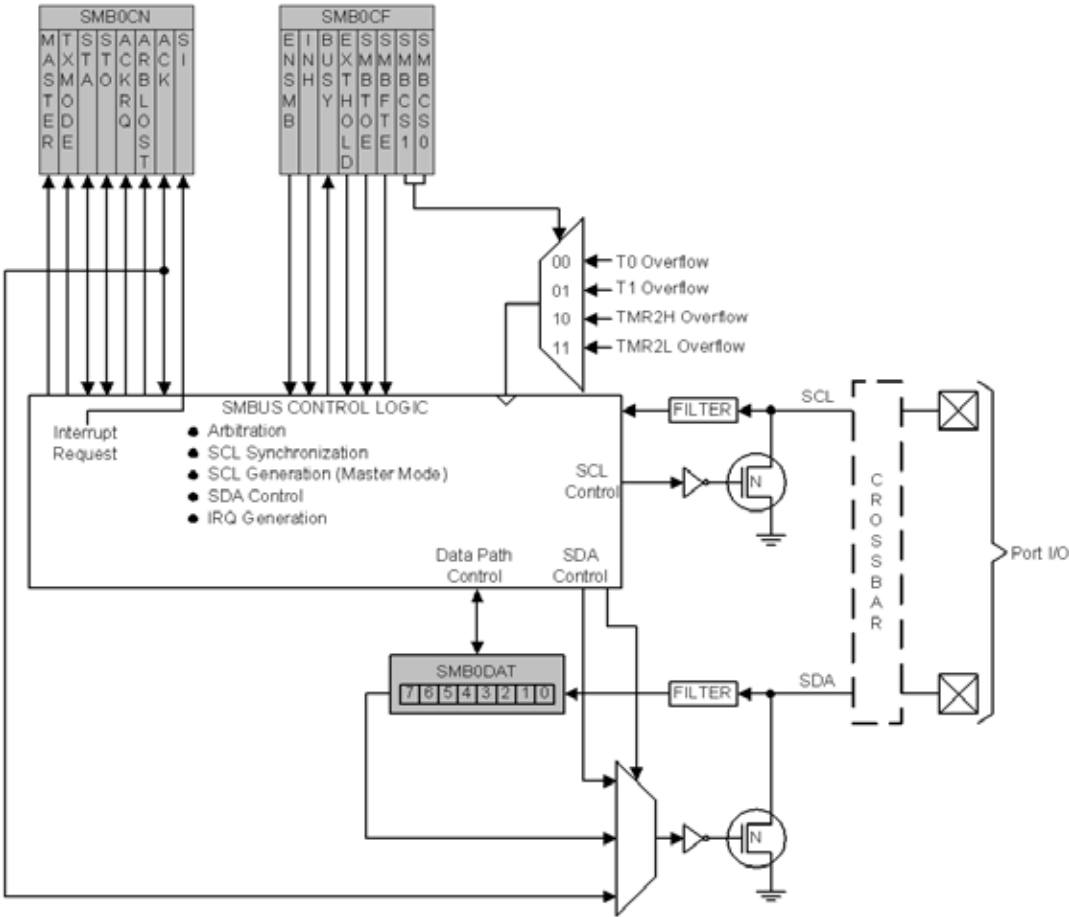 SMB0CN
MASTER
TXMODE
STA
STO
ACKRQ
ARBLOST
ACK
SI
SMB0CF
ENSMB
INH
BUSY
EXTHOLD
SMBTOE
SMBFTE
SMBCS1
SMBCS0
00
T0 Overflow
01
T1 Overflow
10
TMR2H Overflow
11
TMR2L Overflow
SMBUS CONTROL LOGIC
Interrupt
Request
● Arbitration
● SCL Synchronization
● SCL Generation (Master Mode)
● SDA Control
● IRQ Generation
SCL
Control
Data Path
Control
SDA
Control
FILTER
SCL
N
CROSSBAR
Port I/O
SMB0DAT
7 6 5 4 3 2 1 0
FILTER
SDA
N